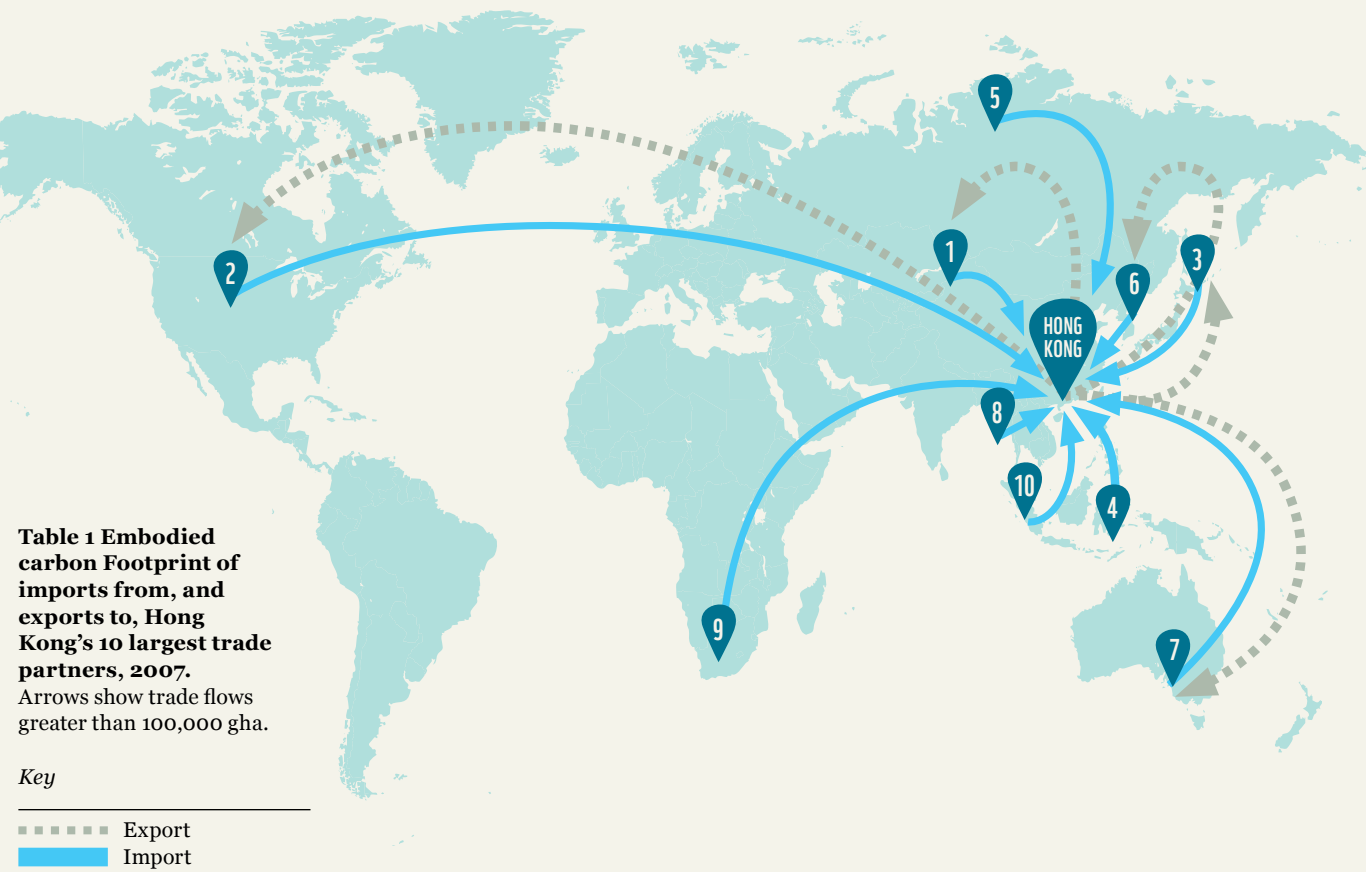 5
1
3
2
6
HONG
KONG
8
10
4
9
7
Table 1 Embodied
carbon Footprint of
imports from, and
exports to, Hong
Kong’s 10 largest trade
partners, 2007.
Arrows show trade flows
greater than 100,000 gha.
Key
Export
Import